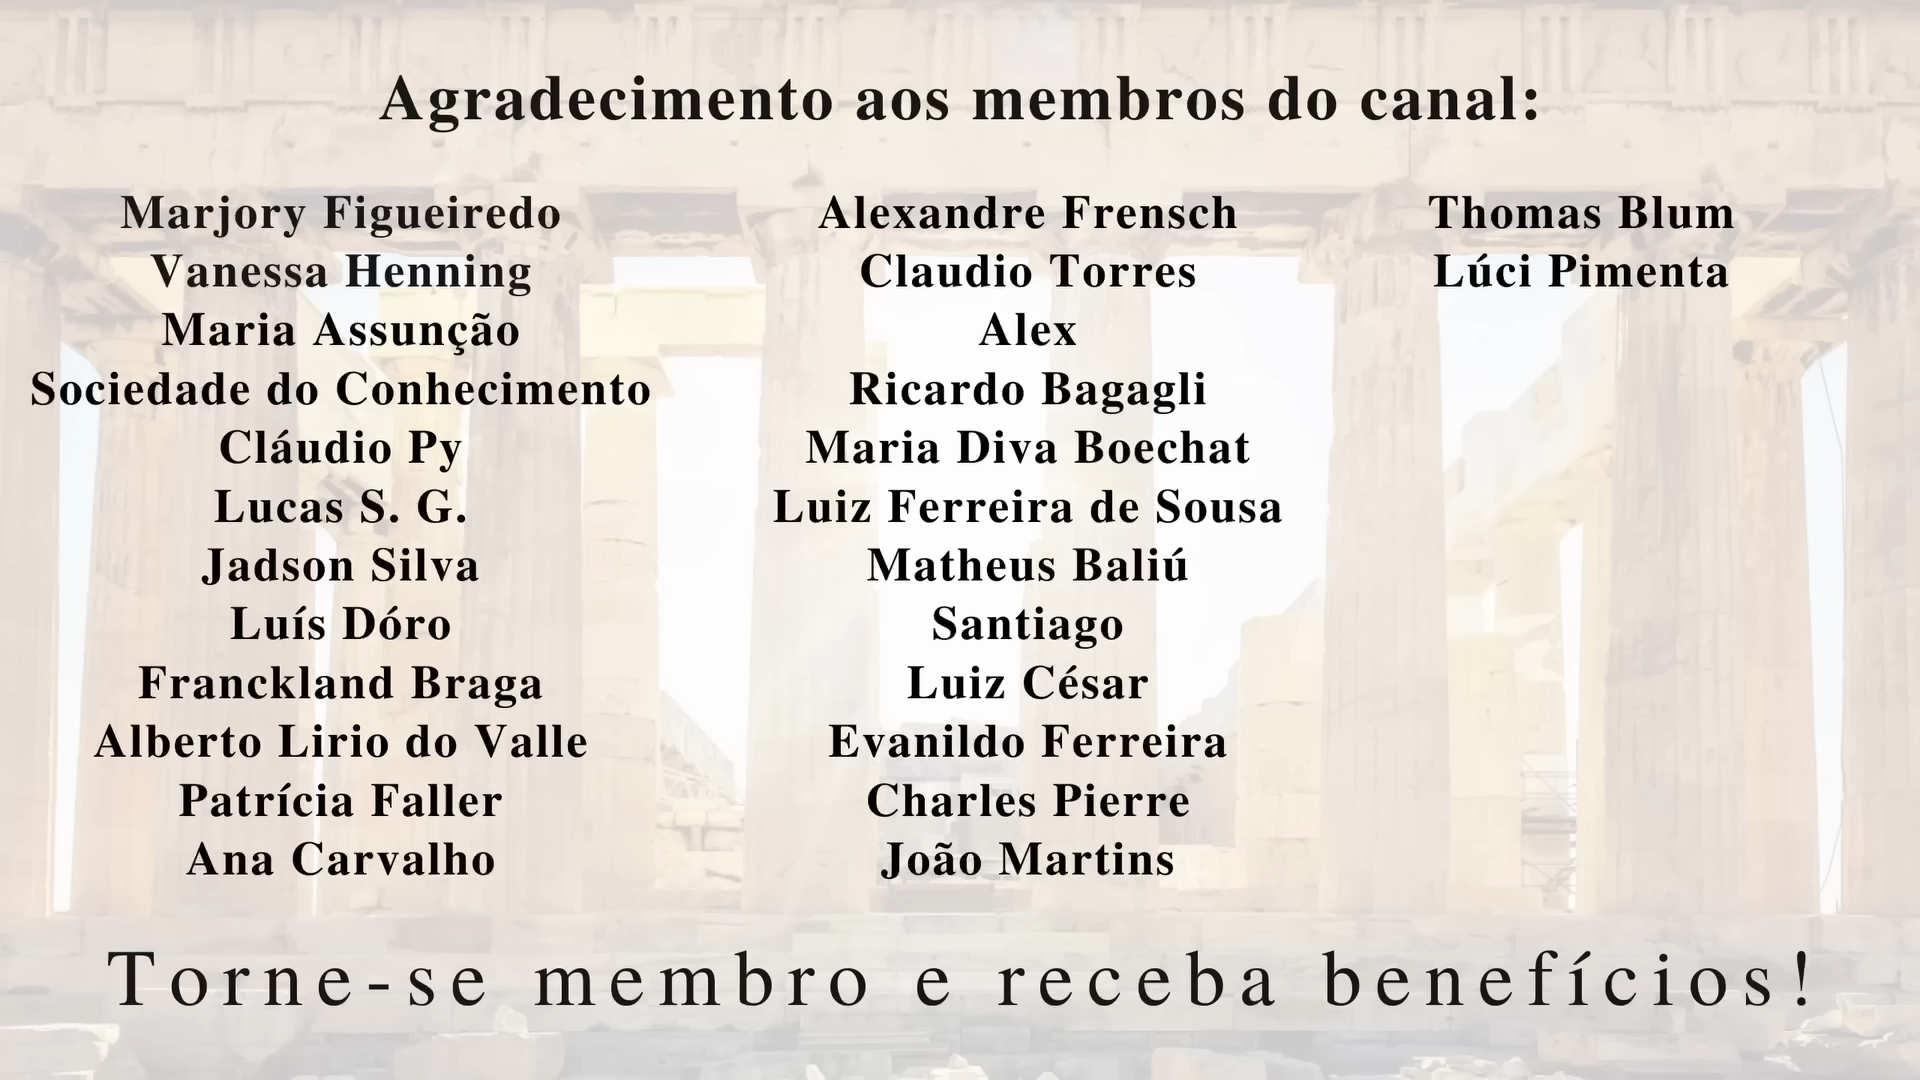 Agradecimento aos membros do canal:
Marjory Figueiredo
Vanessa Henning
Maria Assunção
Sociedade do Conhecimento
Cláudio Py
Lucas S. G.
Jadson Silva
Luís Dóro
Franckland Braga
Alberto Lirio do Valle
Patrícia Faller
Ana Carvalho
Alexandre Frensch
Claudio Torres
Alex
Ricardo Bagagli
Maria Diva Boechat
Luiz Ferreira de Sousa
Matheus Baliú
Santiago
Luiz César
Evanildo Ferreira
Charles Pierre
João Martins
Thomas Blum
Lúci Pimenta
Torne-se membro e receba benefícios!